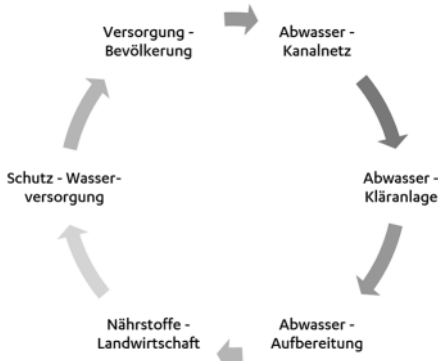 Versorgung -
Bevölkerung
Abwasser -
Kanalnetz
Abwasser -
Kläranlage
Abwasser -
Aufbereitung
Nährstoffe -
Landwirtschaft
Schutz - Wasser-
versorgung